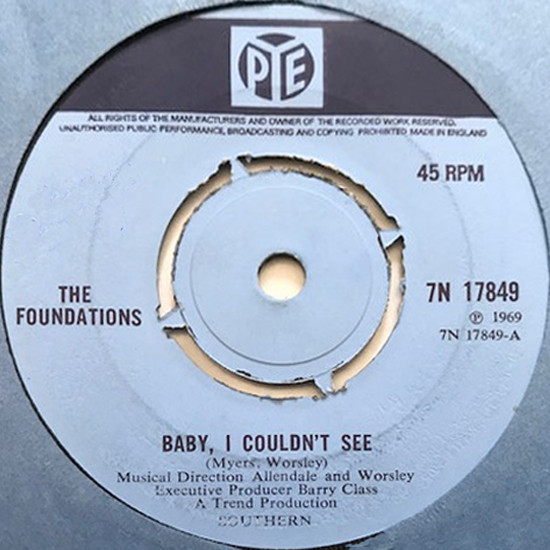 PYE
ALL RIGHTS OF THE MANUFACTURERS AND OWNER OF THE RECORDED WORK RESERVED.
UNAUTHORISED PUBLIC PERFORMANCE, BROADCASTING AND COPYING PROHIBITED. MADE IN ENGLAND
45 RPM
THE
FOUNDATIONS
7N 17849
℗ 1969
7N 17849-A
BABY, I COULDN'T SEE
(Myers, Worsley)
Musical Direction Allendale and Worsley
Executive Producer Barry Class
A Trend Production
SOUTHERN